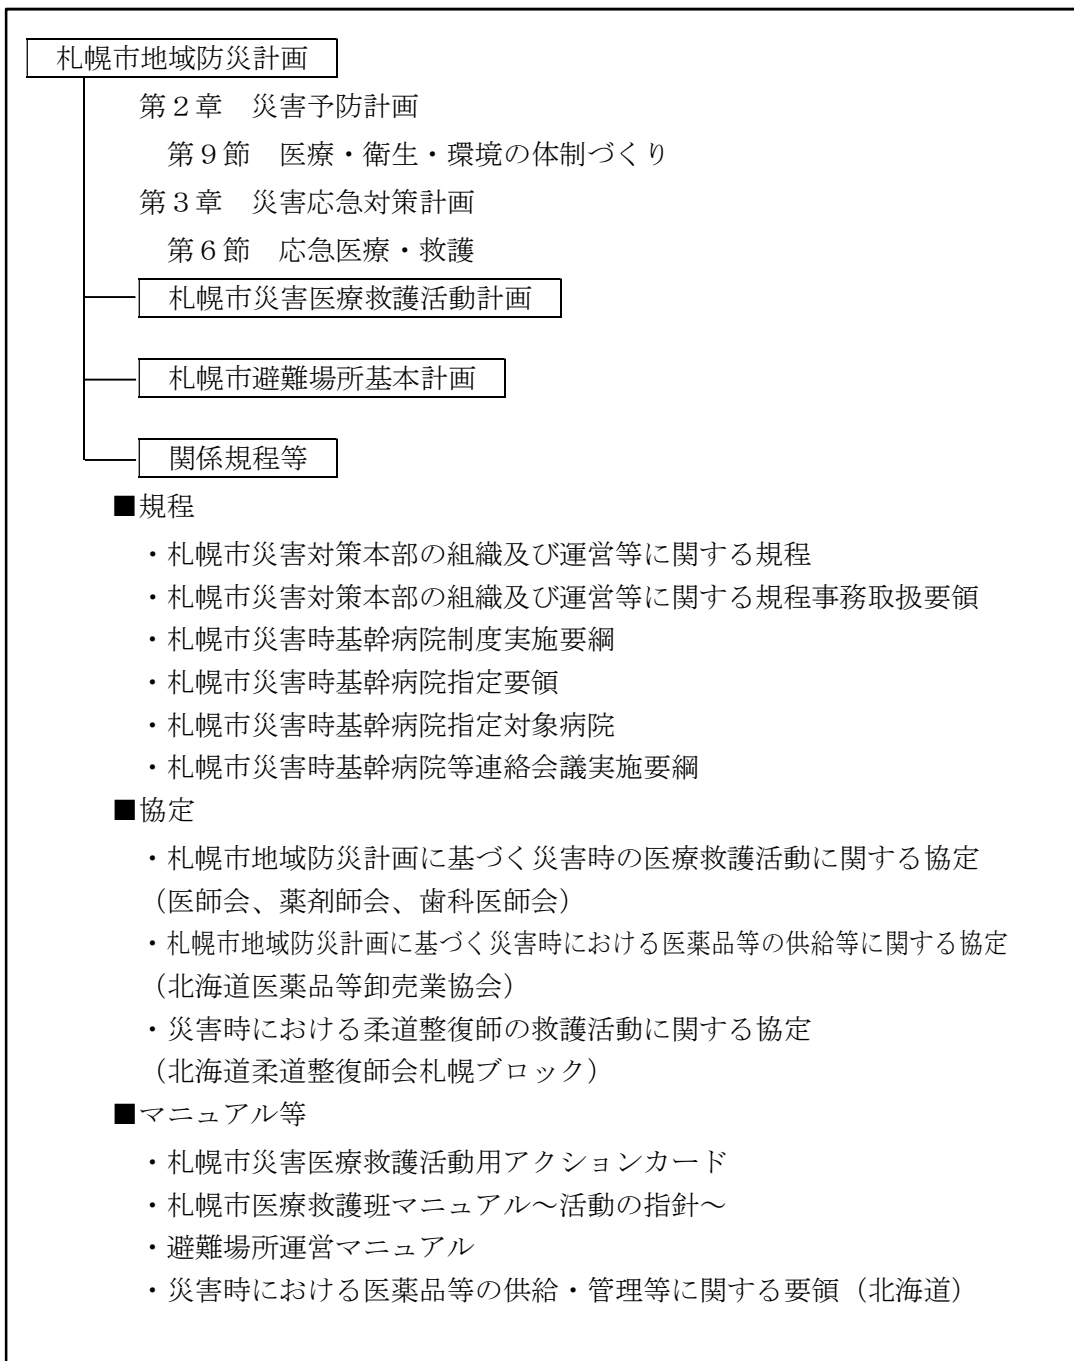 札幌市地域防災計画
第２章　災害予防計画
第９節　医療・衛生・環境の体制づくり
第３章　災害応急対策計画
第６節　応急医療・救護
札幌市災害医療救護活動計画
札幌市避難場所基本計画
関係規程等
■規程
・札幌市災害対策本部の組織及び運営等に関する規程
・札幌市災害対策本部の組織及び運営等に関する規程事務取扱要領
・札幌市災害時基幹病院制度実施要綱
・札幌市災害時基幹病院指定要領
・札幌市災害時基幹病院指定対象病院
・札幌市災害時基幹病院等連絡会議実施要綱
■協定
・札幌市地域防災計画に基づく災害時の医療救護活動に関する協定
（医師会、薬剤師会、歯科医師会）
・札幌市地域防災計画に基づく災害時における医薬品等の供給等に関する協定
（北海道医薬品等卸売業協会）
・災害時における柔道整復師の救護活動に関する協定
（北海道柔道整復師会札幌ブロック）
■マニュアル等
・札幌市災害医療救護活動用アクションカード
・札幌市医療救護班マニュアル～活動の指針～
・避難場所運営マニュアル
・災害時における医薬品等の供給・管理等に関する要領（北海道）